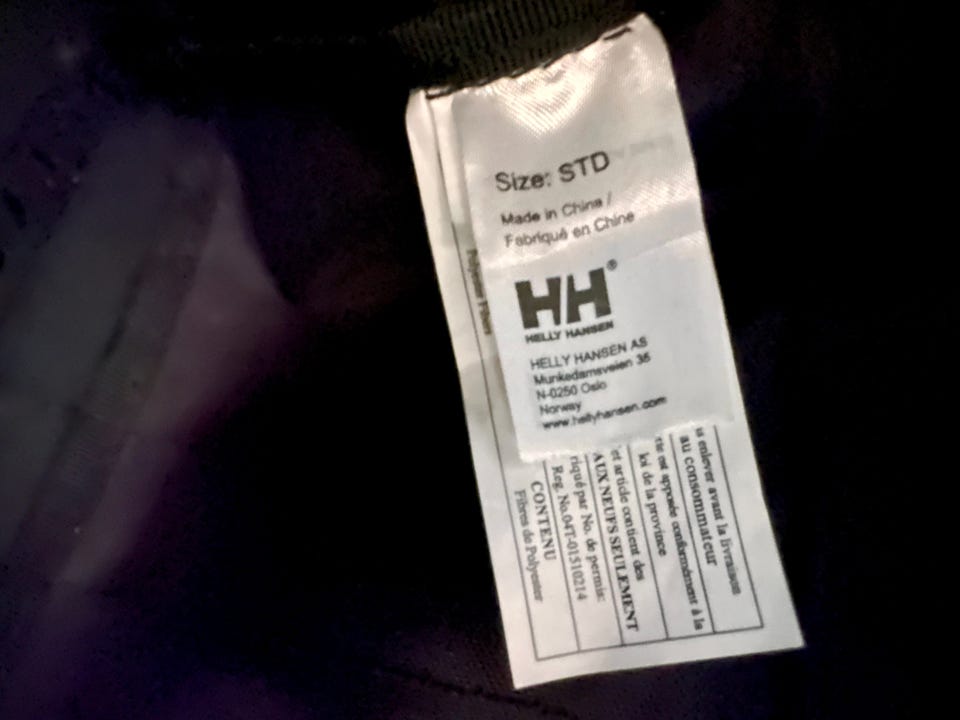 Size: STD
Made in China /
Fabriqué en Chine
HH®
HELLY HANSEN
HELLY HANSEN AS
Munkedamsveien 35
N-0250 Oslo
Norway
www.hellyhansen.com
enlever avant la livraison
au consommateur
est apposée conformément à la
loi de la province
et article contient des
AUX NEUFS SEULEMENT
riqué par No. de permis:
Reg. No.04T-01510214
CONTENU
Fibres de Polyester
Polyester Fibers